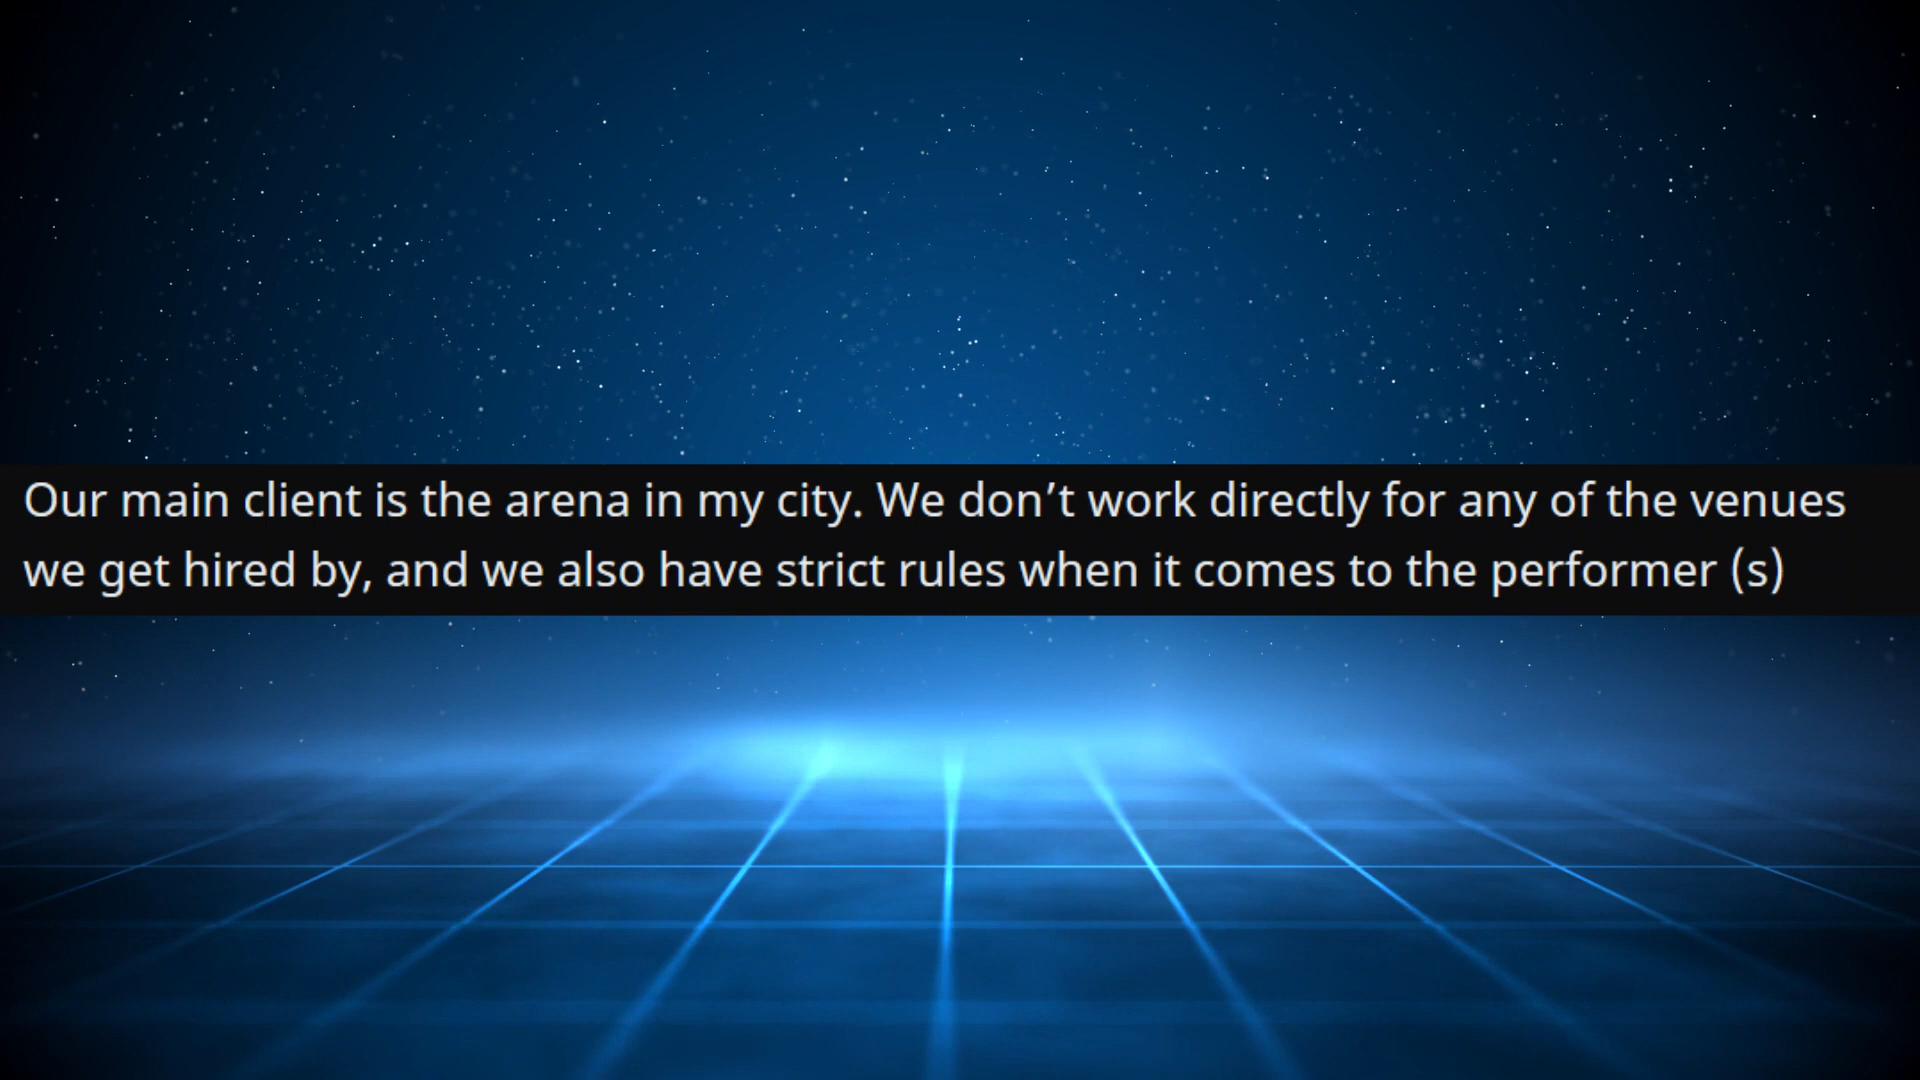 Our main client is the arena in my city. We don’t work directly for any of the venues
we get hired by, and we also have strict rules when it comes to the performer (s)